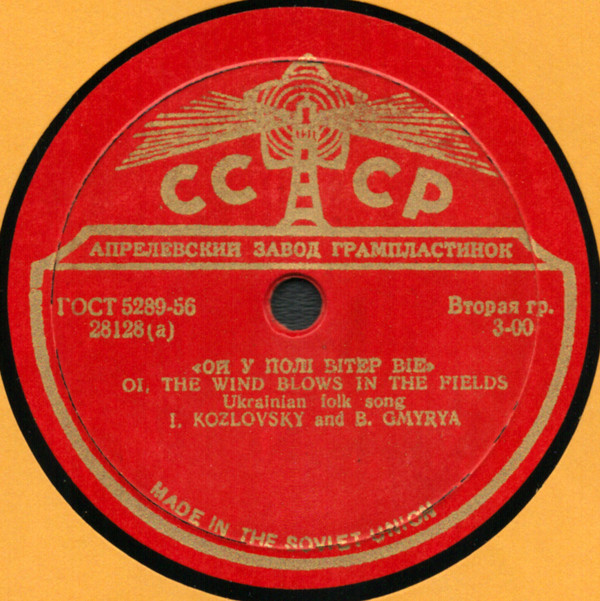 СССР
АПРЕЛЕВСКИЙ ЗАВОД ГРАМПЛАСТИНОК
ГОСТ 5289-56
28128(а)
Вторая гр.
3-00
«ОЙ У ПОЛІ ВІТЕР ВІЕ»
OI, THE WIND BLOWS IN THE FIELDS
Ukrainian folk song
I. KOZLOVSKY and B. GMYRYA
MADE IN THE SOVIET UNION